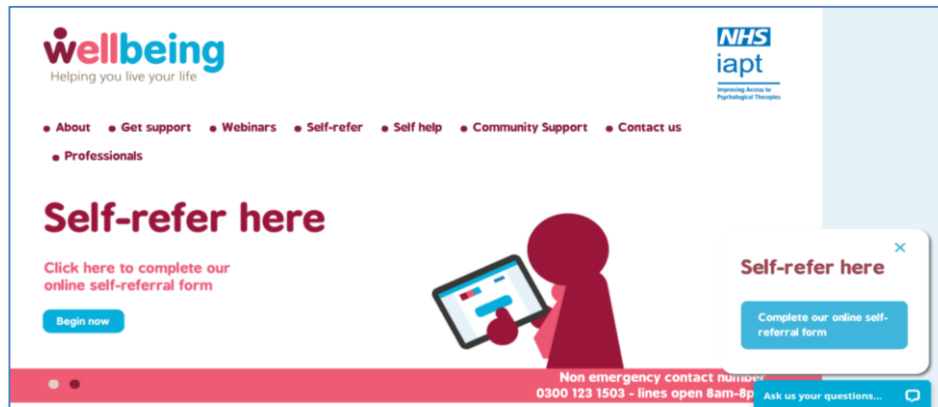 wellbeing
Helping you live your life
NHS
iapt
Improving Access to
Psychological Therapies
About Get support Webinars Self-refer Self help Community Support Contact us
Professionals
Self-refer here
Click here to complete our
online self-referral form
Begin now
Self-refer here
Complete our online self-
referral form
Non emergency contact number
0300 123 1503 - lines open 8am-8p
Ask us your questions...